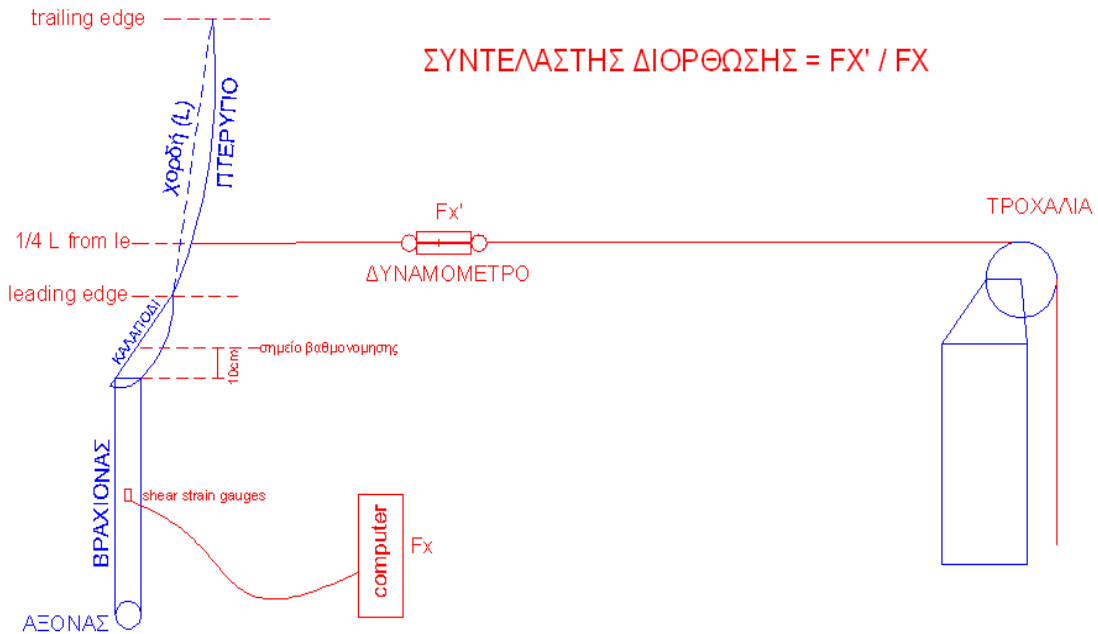 trailing edge
ΣΥΝΤΕΛΑΣΤΗΣ ΔΙΟΡΘΩΣΗΣ = FX' / FX
Χορδή (L)
ΠΤΕΡΥΓΙΟ
Fx'
ΤΡΟΧΑΛΙΑ
1/4 L from le
ΔΥΝΑΜΟΜΕΤΡΟ
leading edge
ΚΑΛΑΠΟΔΙ
σημείο βαθμονομησης
10cm
ΒΡΑΧΙΟΝΑΣ
shear strain gauges
computer
Fx
ΑΞΟΝΑΣ